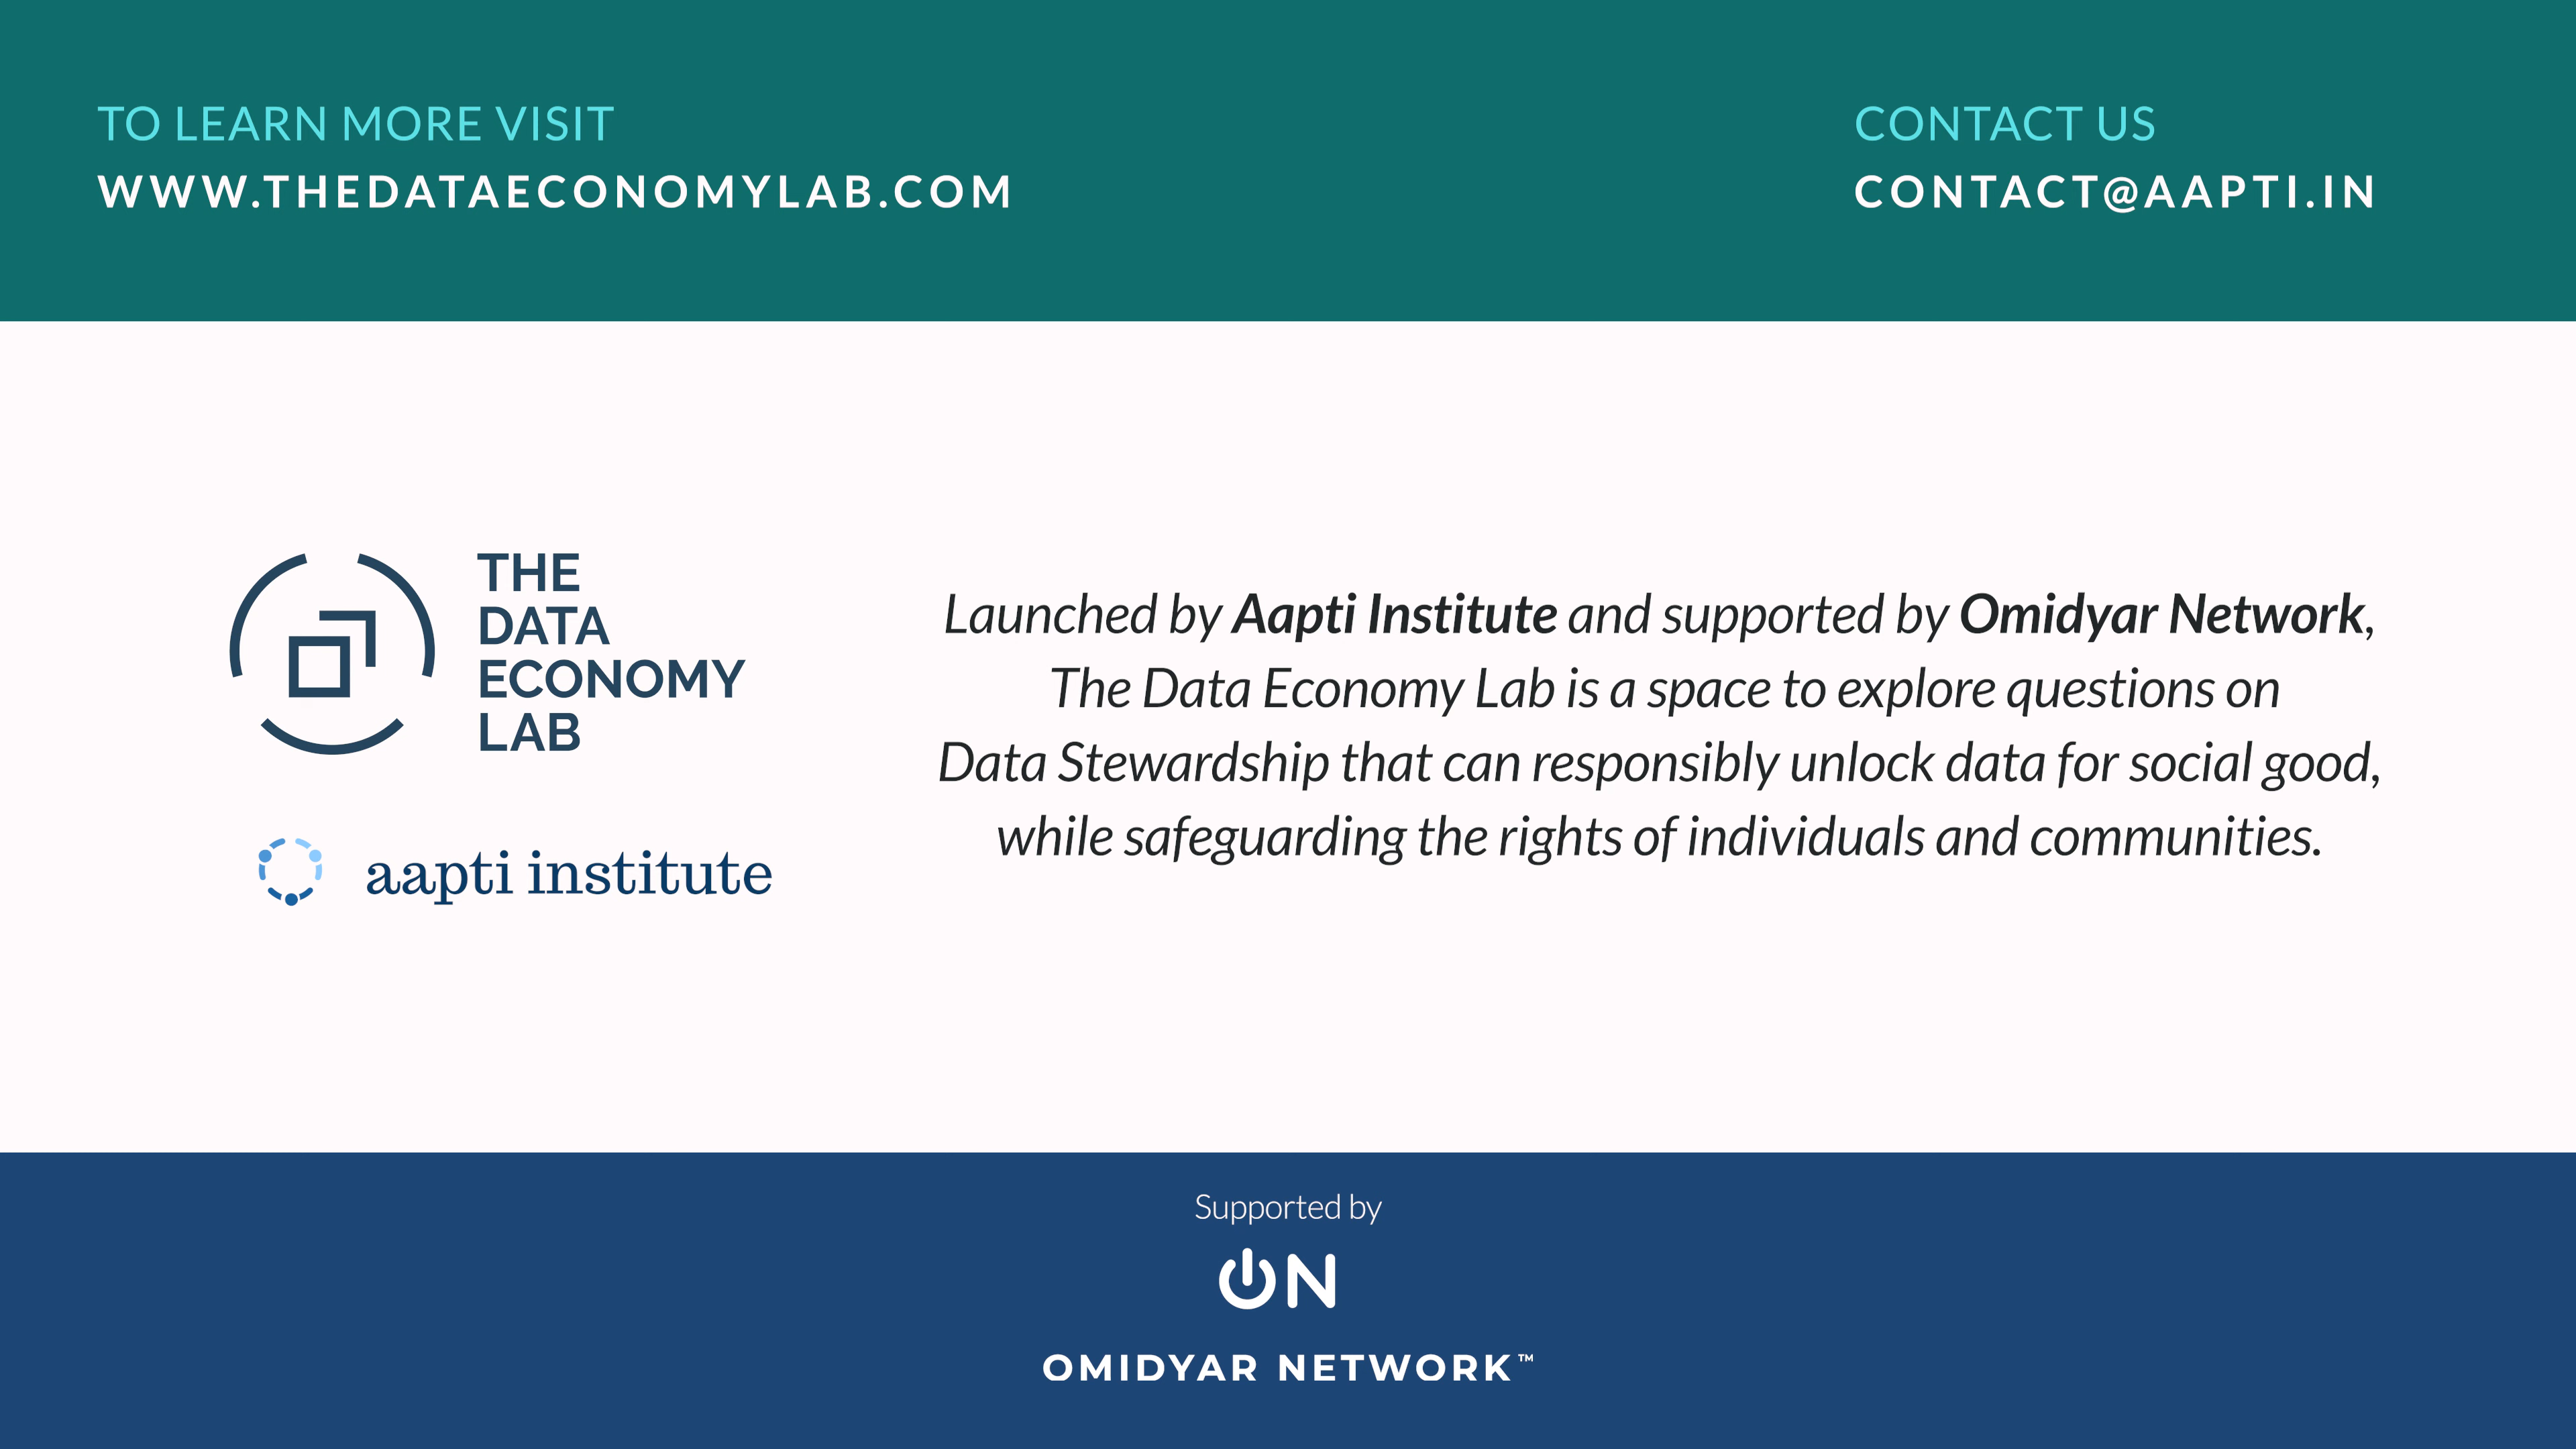 TO LEARN MORE VISIT
WWW.THEDATAECONOMYLAB.COM
CONTACT US
CONTACT@AAPTI.IN
THE
DATA
ECONOMY
LAB
aapti institute
Launched by Aapti Institute and supported by Omidyar Network,
The Data Economy Lab is a space to explore questions on
Data Stewardship that can responsibly unlock data for social good,
while safeguarding the rights of individuals and communities.
Supported by
ON
OMIDYAR NETWORK™